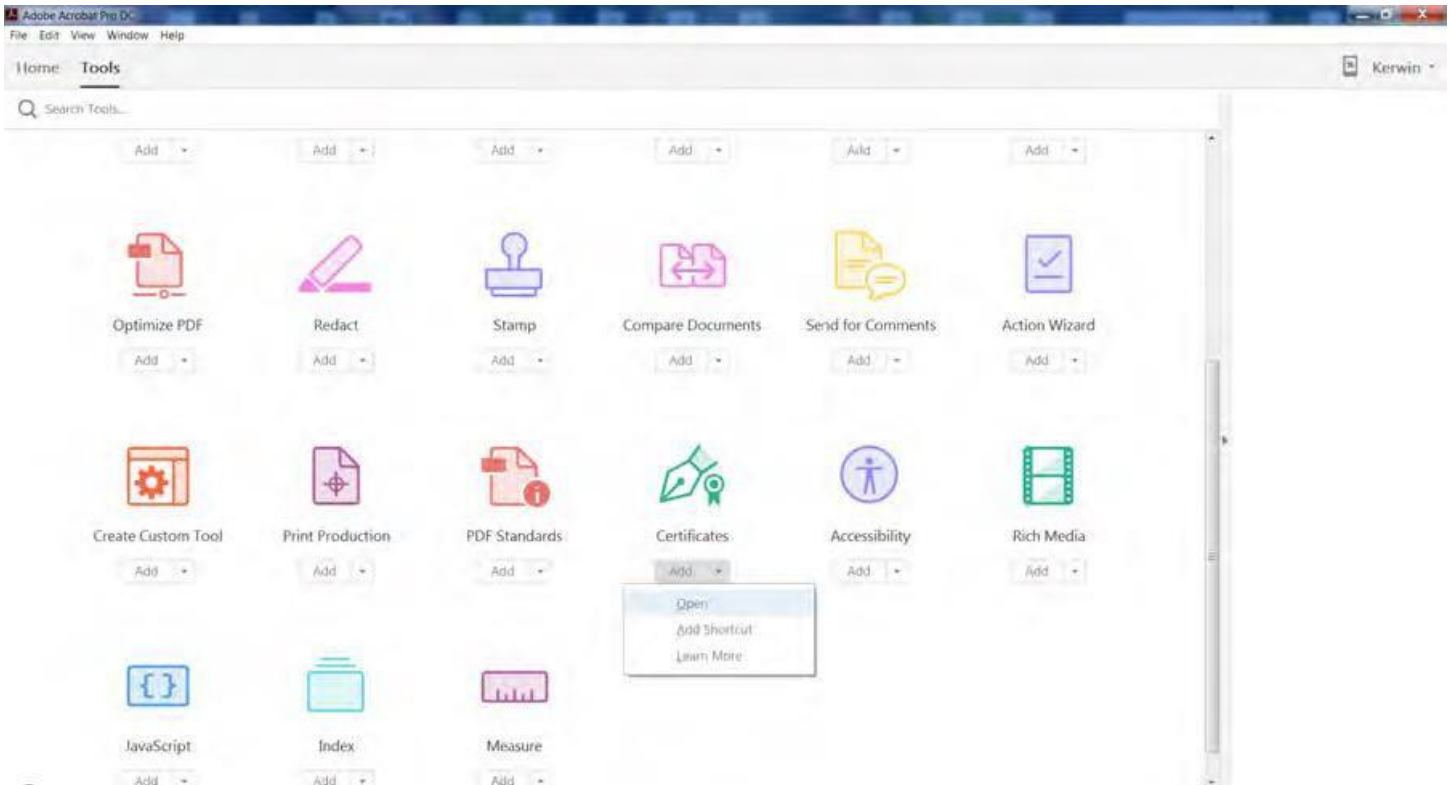 Adobe Acrobat Pro DC
File Edit View Window Help
Home Tools
Kerwin
Search Tools...
Add Add Add Add Add Add
Optimize PDF Redact Stamp Compare Documents Send for Comments Action Wizard
Add Add Add Add Add Add
Create Custom Tool Print Production PDF Standards Certificates Accessibility Rich Media
Add Add Add Add Add Add
Open
Add Shortcut
Learn More
JavaScript Index Measure
Add Add Add